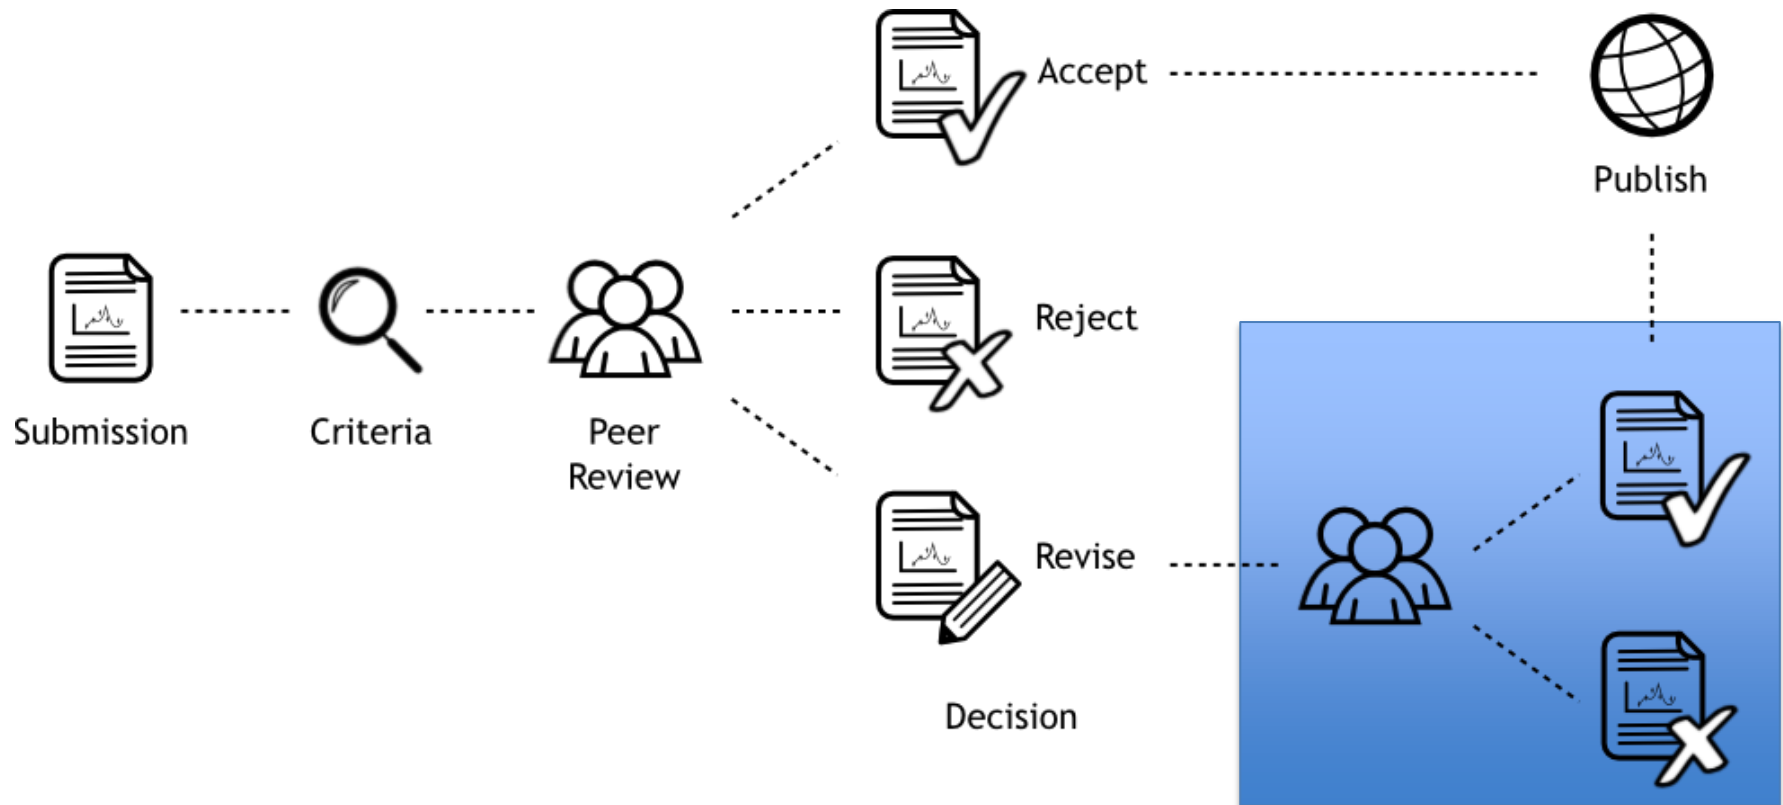 Accept
Publish
Reject
Submission
Criteria
Peer
Review
Revise
Decision